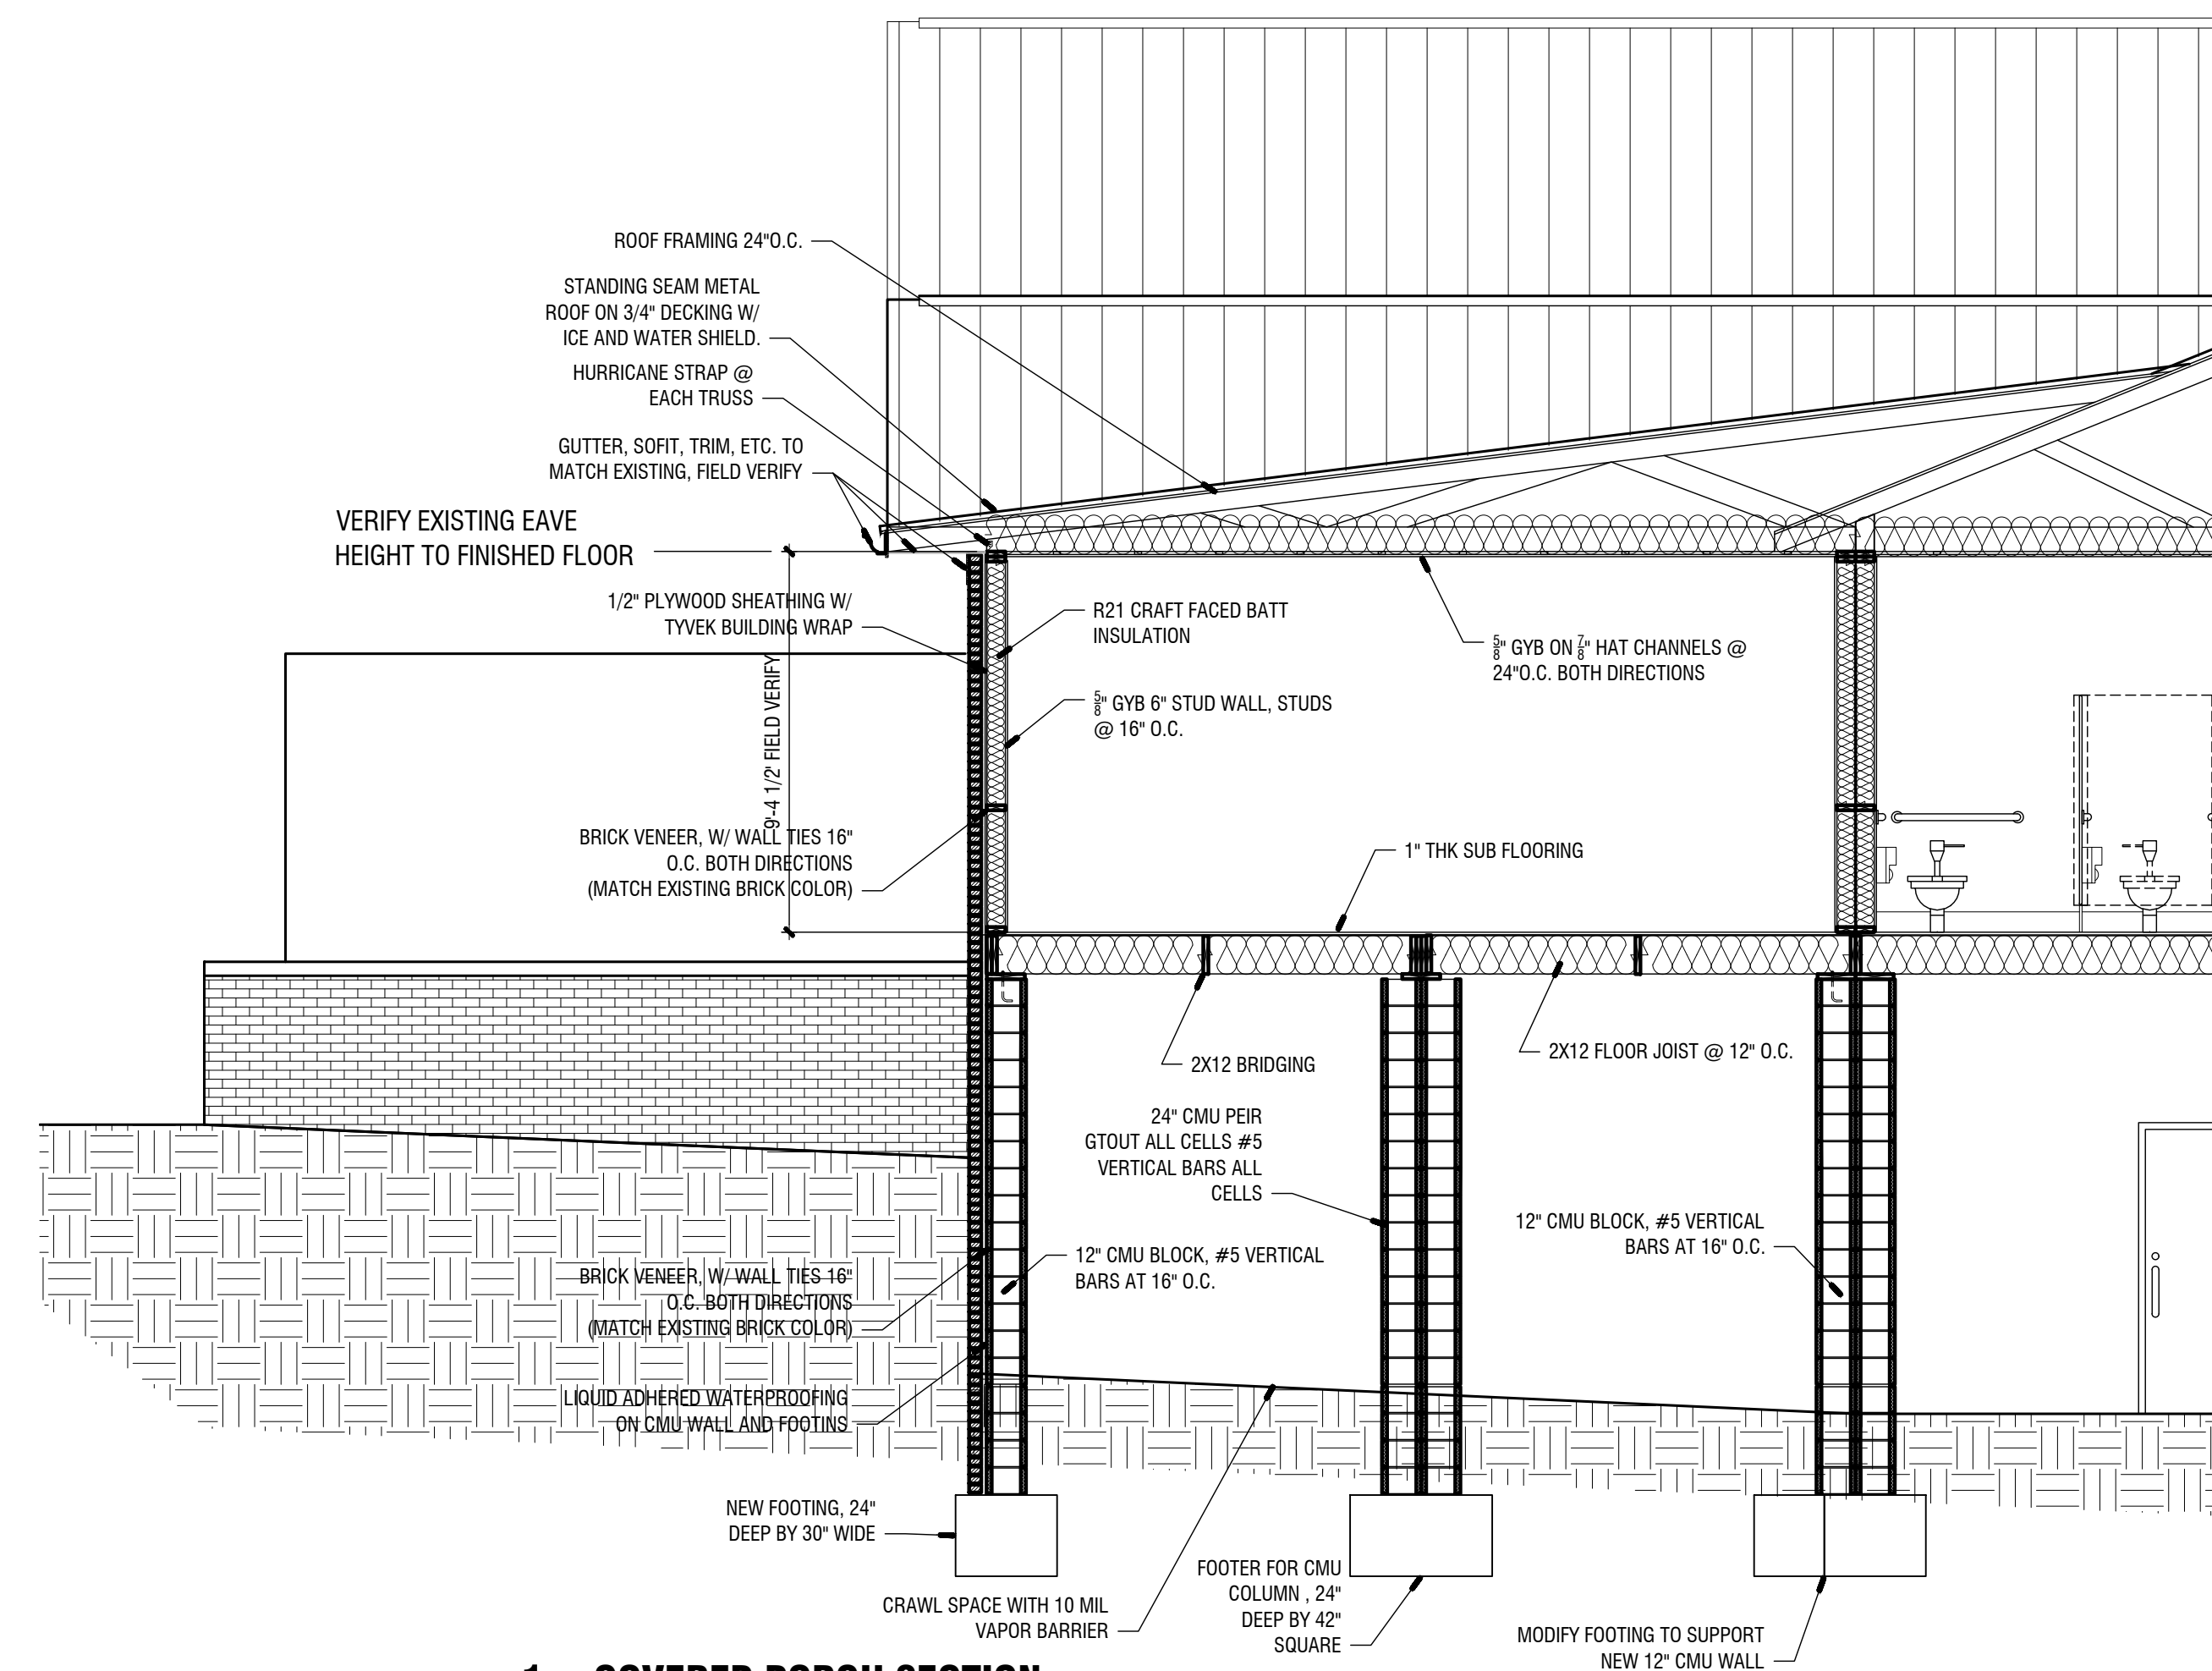 ROOF FRAMING 24"O.C.
STANDING SEAM METAL
ROOF ON 3/4" DECKING W/
ICE AND WATER SHIELD.
HURRICANE STRAP @
EACH TRUSS
GUTTER, SOFIT, TRIM, ETC. TO
MATCH EXISTING, FIELD VERIFY
VERIFY EXISTING EAVE
HEIGHT TO FINISHED FLOOR
1/2" PLYWOOD SHEATHING W/
TYVEK BUILDING WRAP
9'-4 1/2' FIELD VERIFY
R21 CRAFT FACED BATT
INSULATION
5/8" GYB ON 7/8" HAT CHANNELS @
24"O.C. BOTH DIRECTIONS
5/8" GYB 6" STUD WALL, STUDS
@ 16" O.C.
BRICK VENEER, W/ WALL TIES 16"
O.C. BOTH DIRECTIONS
(MATCH EXISTING BRICK COLOR)
1" THK SUB FLOORING
2X12 BRIDGING
2X12 FLOOR JOIST @ 12" O.C.
24" CMU PEIR
GTOUT ALL CELLS #5
VERTICAL BARS ALL
CELLS
12" CMU BLOCK, #5 VERTICAL
BARS AT 16" O.C.
12" CMU BLOCK, #5 VERTICAL
BARS AT 16" O.C.
BRICK VENEER, W/ WALL TIES 16"
O.C. BOTH DIRECTIONS
(MATCH EXISTING BRICK COLOR)
LIQUID ADHERED WATERPROOFING
ON CMU WALL AND FOOTINS
NEW FOOTING, 24"
DEEP BY 30" WIDE
CRAWL SPACE WITH 10 MIL
VAPOR BARRIER
FOOTER FOR CMU
COLUMN , 24"
DEEP BY 42"
SQUARE
MODIFY FOOTING TO SUPPORT
NEW 12" CMU WALL
1 COVERED PORCH SECTION